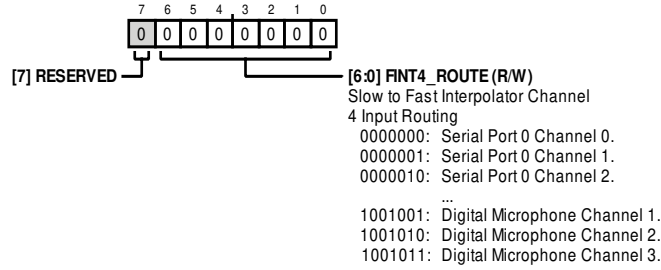 7 6 5 4 3 2 1 0
0 0 0 0 0 0 0 0
[7] RESERVED
[6:0] FINT4_ROUTE (R/W)
Slow to Fast Interpolator Channel
4 Input Routing
0000000: Serial Port 0 Channel 0.
0000001: Serial Port 0 Channel 1.
0000010: Serial Port 0 Channel 2.
...
1001001: Digital Microphone Channel 1.
1001010: Digital Microphone Channel 2.
1001011: Digital Microphone Channel 3.